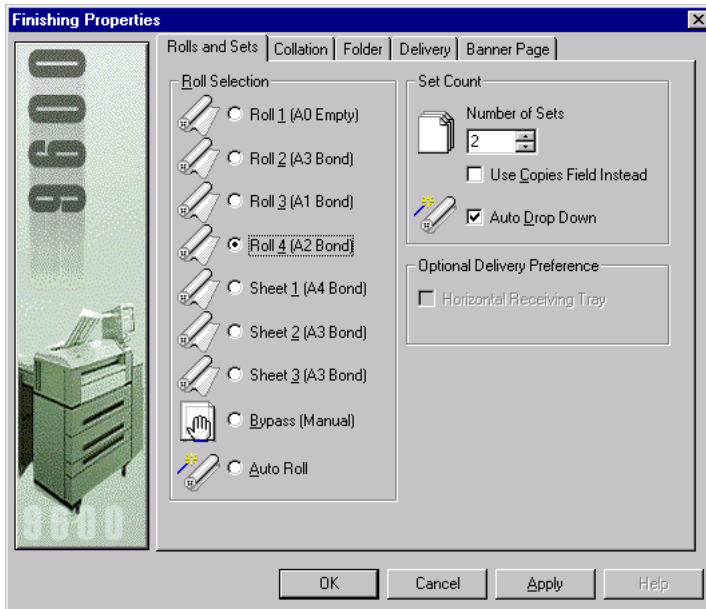 Finishing Properties
Rolls and Sets
Collation
Folder
Delivery
Banner Page
9600
Roll Selection
Roll 1 (A0 Empty)
Roll 2 (A3 Bond)
Roll 3 (A1 Bond)
Roll 4 (A2 Bond)
Sheet 1 (A4 Bond)
Sheet 2 (A3 Bond)
Sheet 3 (A3 Bond)
Bypass (Manual)
Auto Roll
Set Count
Number of Sets
2
Use Copies Field Instead
Auto Drop Down
Optional Delivery Preference
Horizontal Receiving Tray
9600
OK
Cancel
Apply
Help